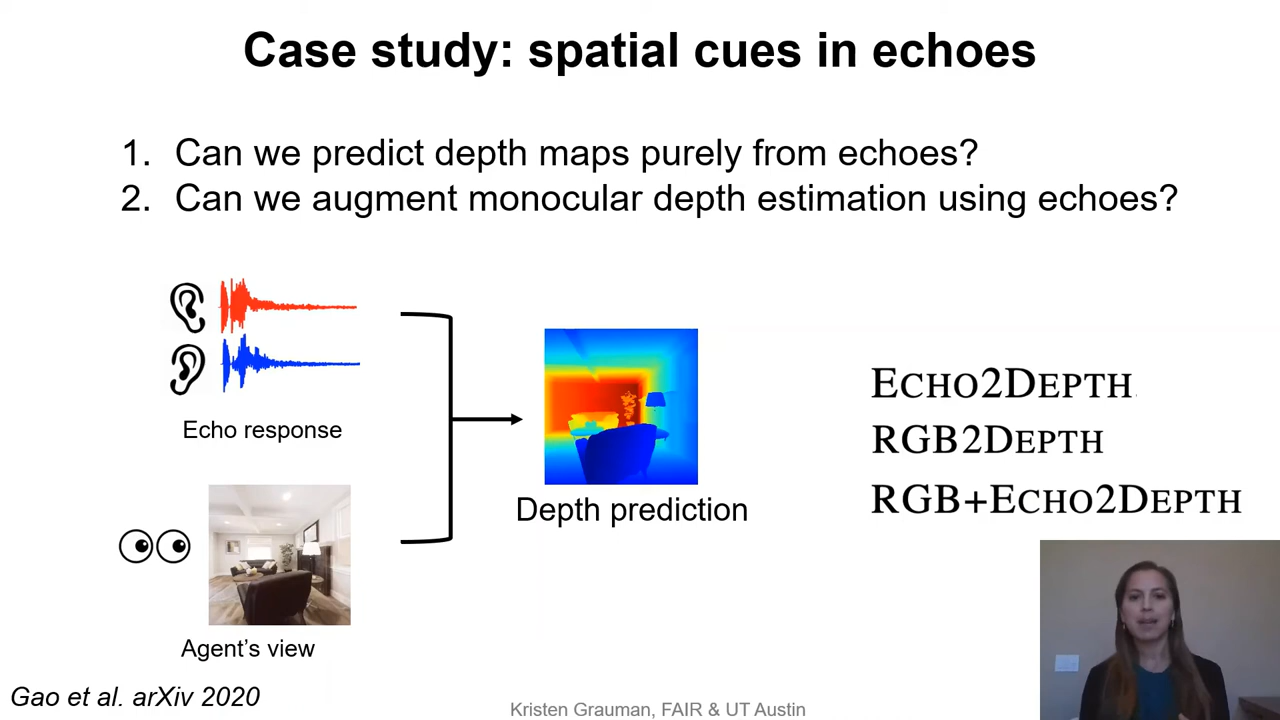 Case study: spatial cues in echoes
1. Can we predict depth maps purely from echoes?
2. Can we augment monocular depth estimation using echoes?
Echo response
Agent's view
Depth prediction
ECHO2DEPTH
RGB2DEPTH
RGB+ECHO2DEPTH
Gao et al. arXiv 2020
Kristen Grauman, FAIR & UT Austin